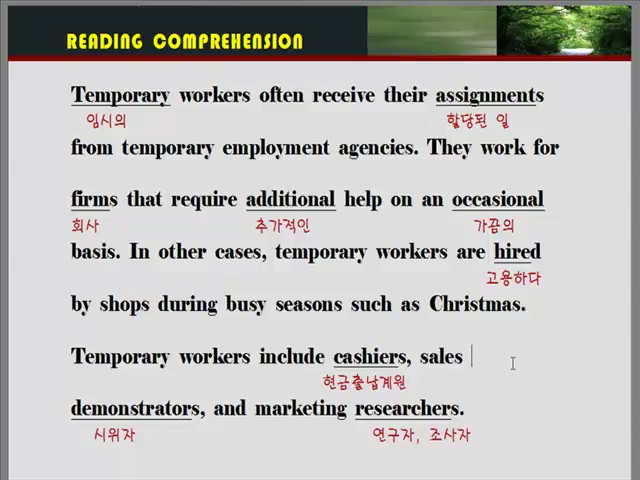 READING COMPREHENSION
Temporary workers often receive their assignments
임시의 할당된 일
from temporary employment agencies. They work for
firms that require additional help on an occasional
회사 추가적인 가끔의
basis. In other cases, temporary workers are hired
고용하다
by shops during busy seasons such as Christmas.
Temporary workers include cashiers, sales
현금출납계원
demonstrators, and marketing researchers.
시위자 연구자, 조사자